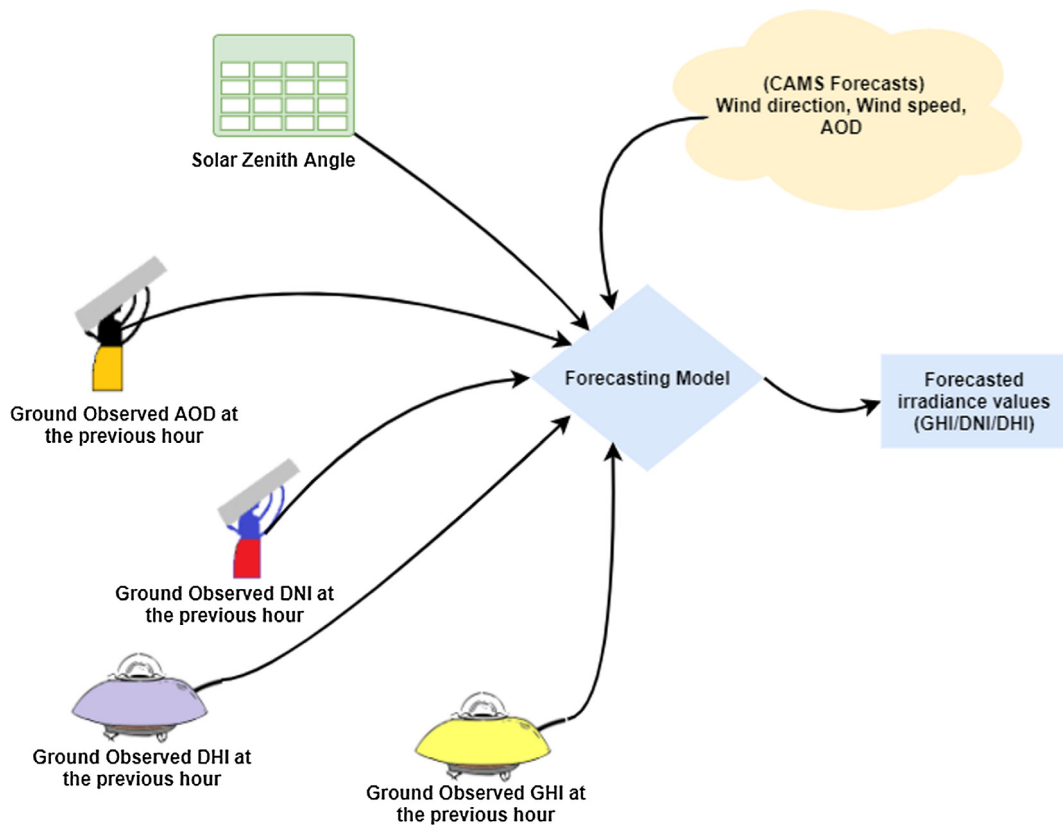 (CAMS Forecasts)
Wind direction, Wind speed,
AOD
Solar Zenith Angle
Ground Observed AOD at
the previous hour
Forecasting Model
Forecasted
irradiance values
(GHI/DNI/DHI)
Ground Observed DNI at
the previous hour
Ground Observed DHI at
the previous hour
Ground Observed GHI at
the previous hour